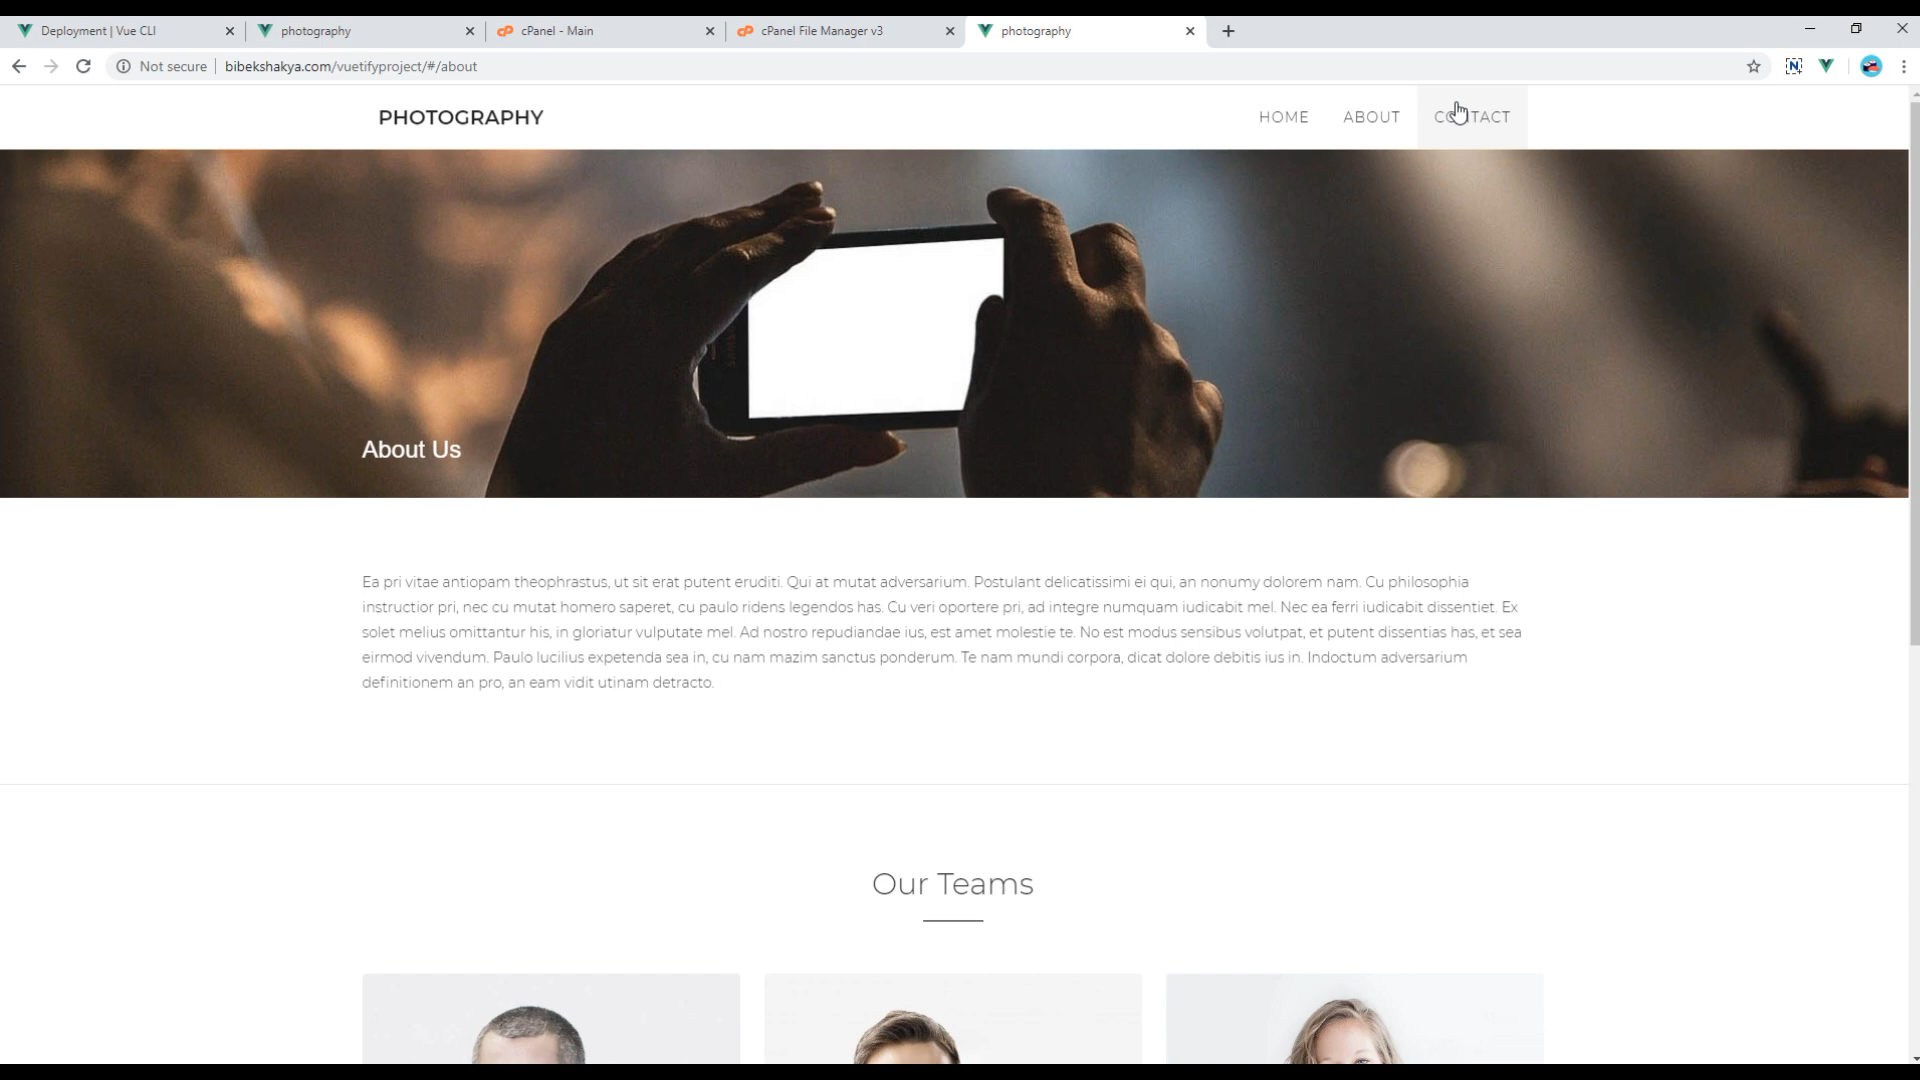 Deployment | Vue CLI
photography
cPanel - Main
cPanel File Manager v3
photography
Not secure
bibekshakya.com/vuetifyproject/#/about
PHOTOGRAPHY
HOME
ABOUT
CONTACT
About Us
Ea pri vitae antiopam theophrastus, ut sit erat putent eruditi. Qui at mutat adversarium. Postulant delicatissimi ei qui, an nonumy dolorem nam. Cu philosophia
instructior pri, nec cu mutat homero saperet, cu paulo ridens legendos has. Cu veri oportere pri, ad integre numquam iudicabit mel. Nec ea ferri iudicabit dissentiet. Ex
solet melius omittantur his, in gloriatur vulputate mel. Ad nostro repudiandae ius, est amet molestie te. No est modus sensibus volutpat, et putent dissentias has, et sea
eirmod vivendum. Paulo lucilius expetenda sea in, cu nam mazim sanctus ponderum. Te nam mundi corpora, dicat dolore debitis ius in. Indoctum adversarium
definitionem an pro, an eam vidit utinam detracto.
Our Teams